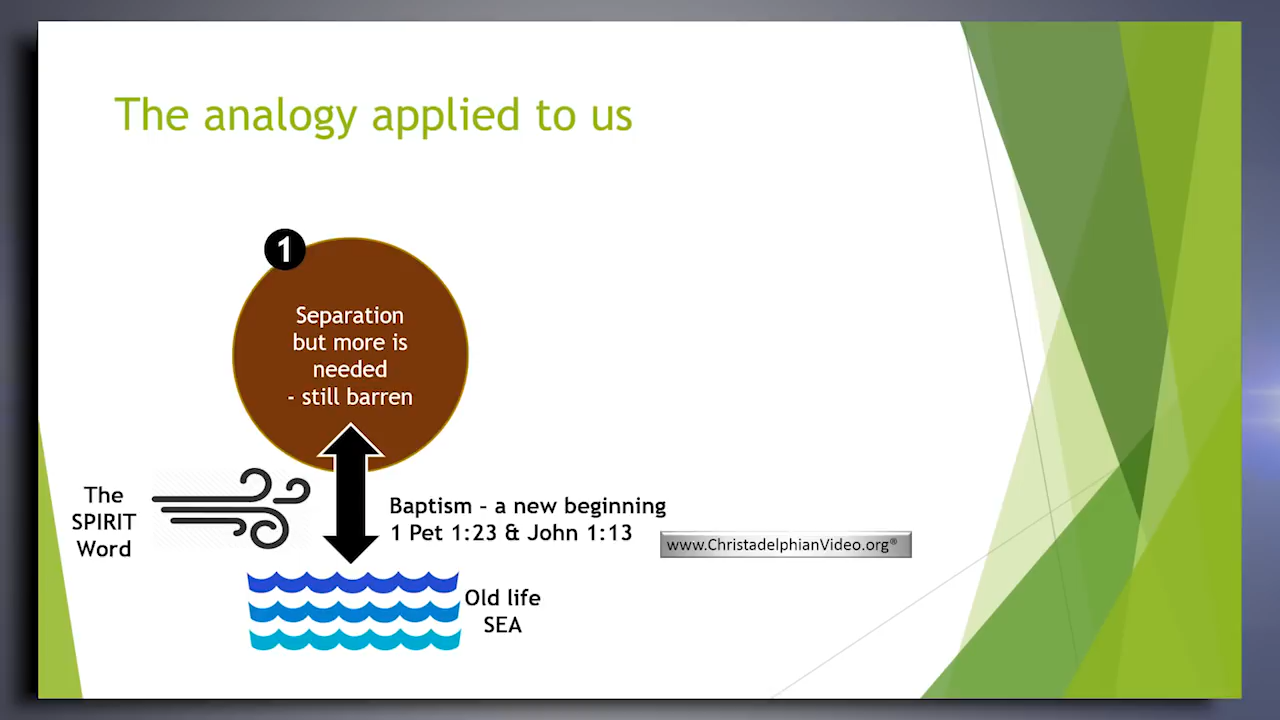 The analogy applied to us
1
Separation
but more is
needed
- still barren
The
SPIRIT
Word
Baptism – a new beginning
1 Pet 1:23 & John 1:13
www.ChristadelphianVideo.org®
Old life
SEA